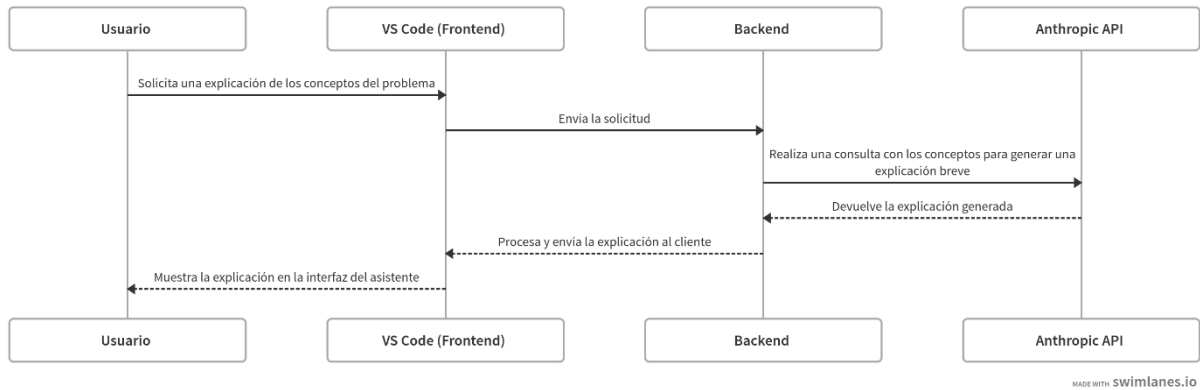 Usuario
VS Code (Frontend)
Backend
Anthropic API
Solicita una explicación de los conceptos del problema
Envía la solicitud
Realiza una consulta con los conceptos para generar una
explicación breve
Devuelve la explicación generada
Procesa y envía la explicación al cliente
Muestra la explicación en la interfaz del asistente
Usuario
VS Code (Frontend)
Backend
Anthropic API
MADE WITH swimlanes.io